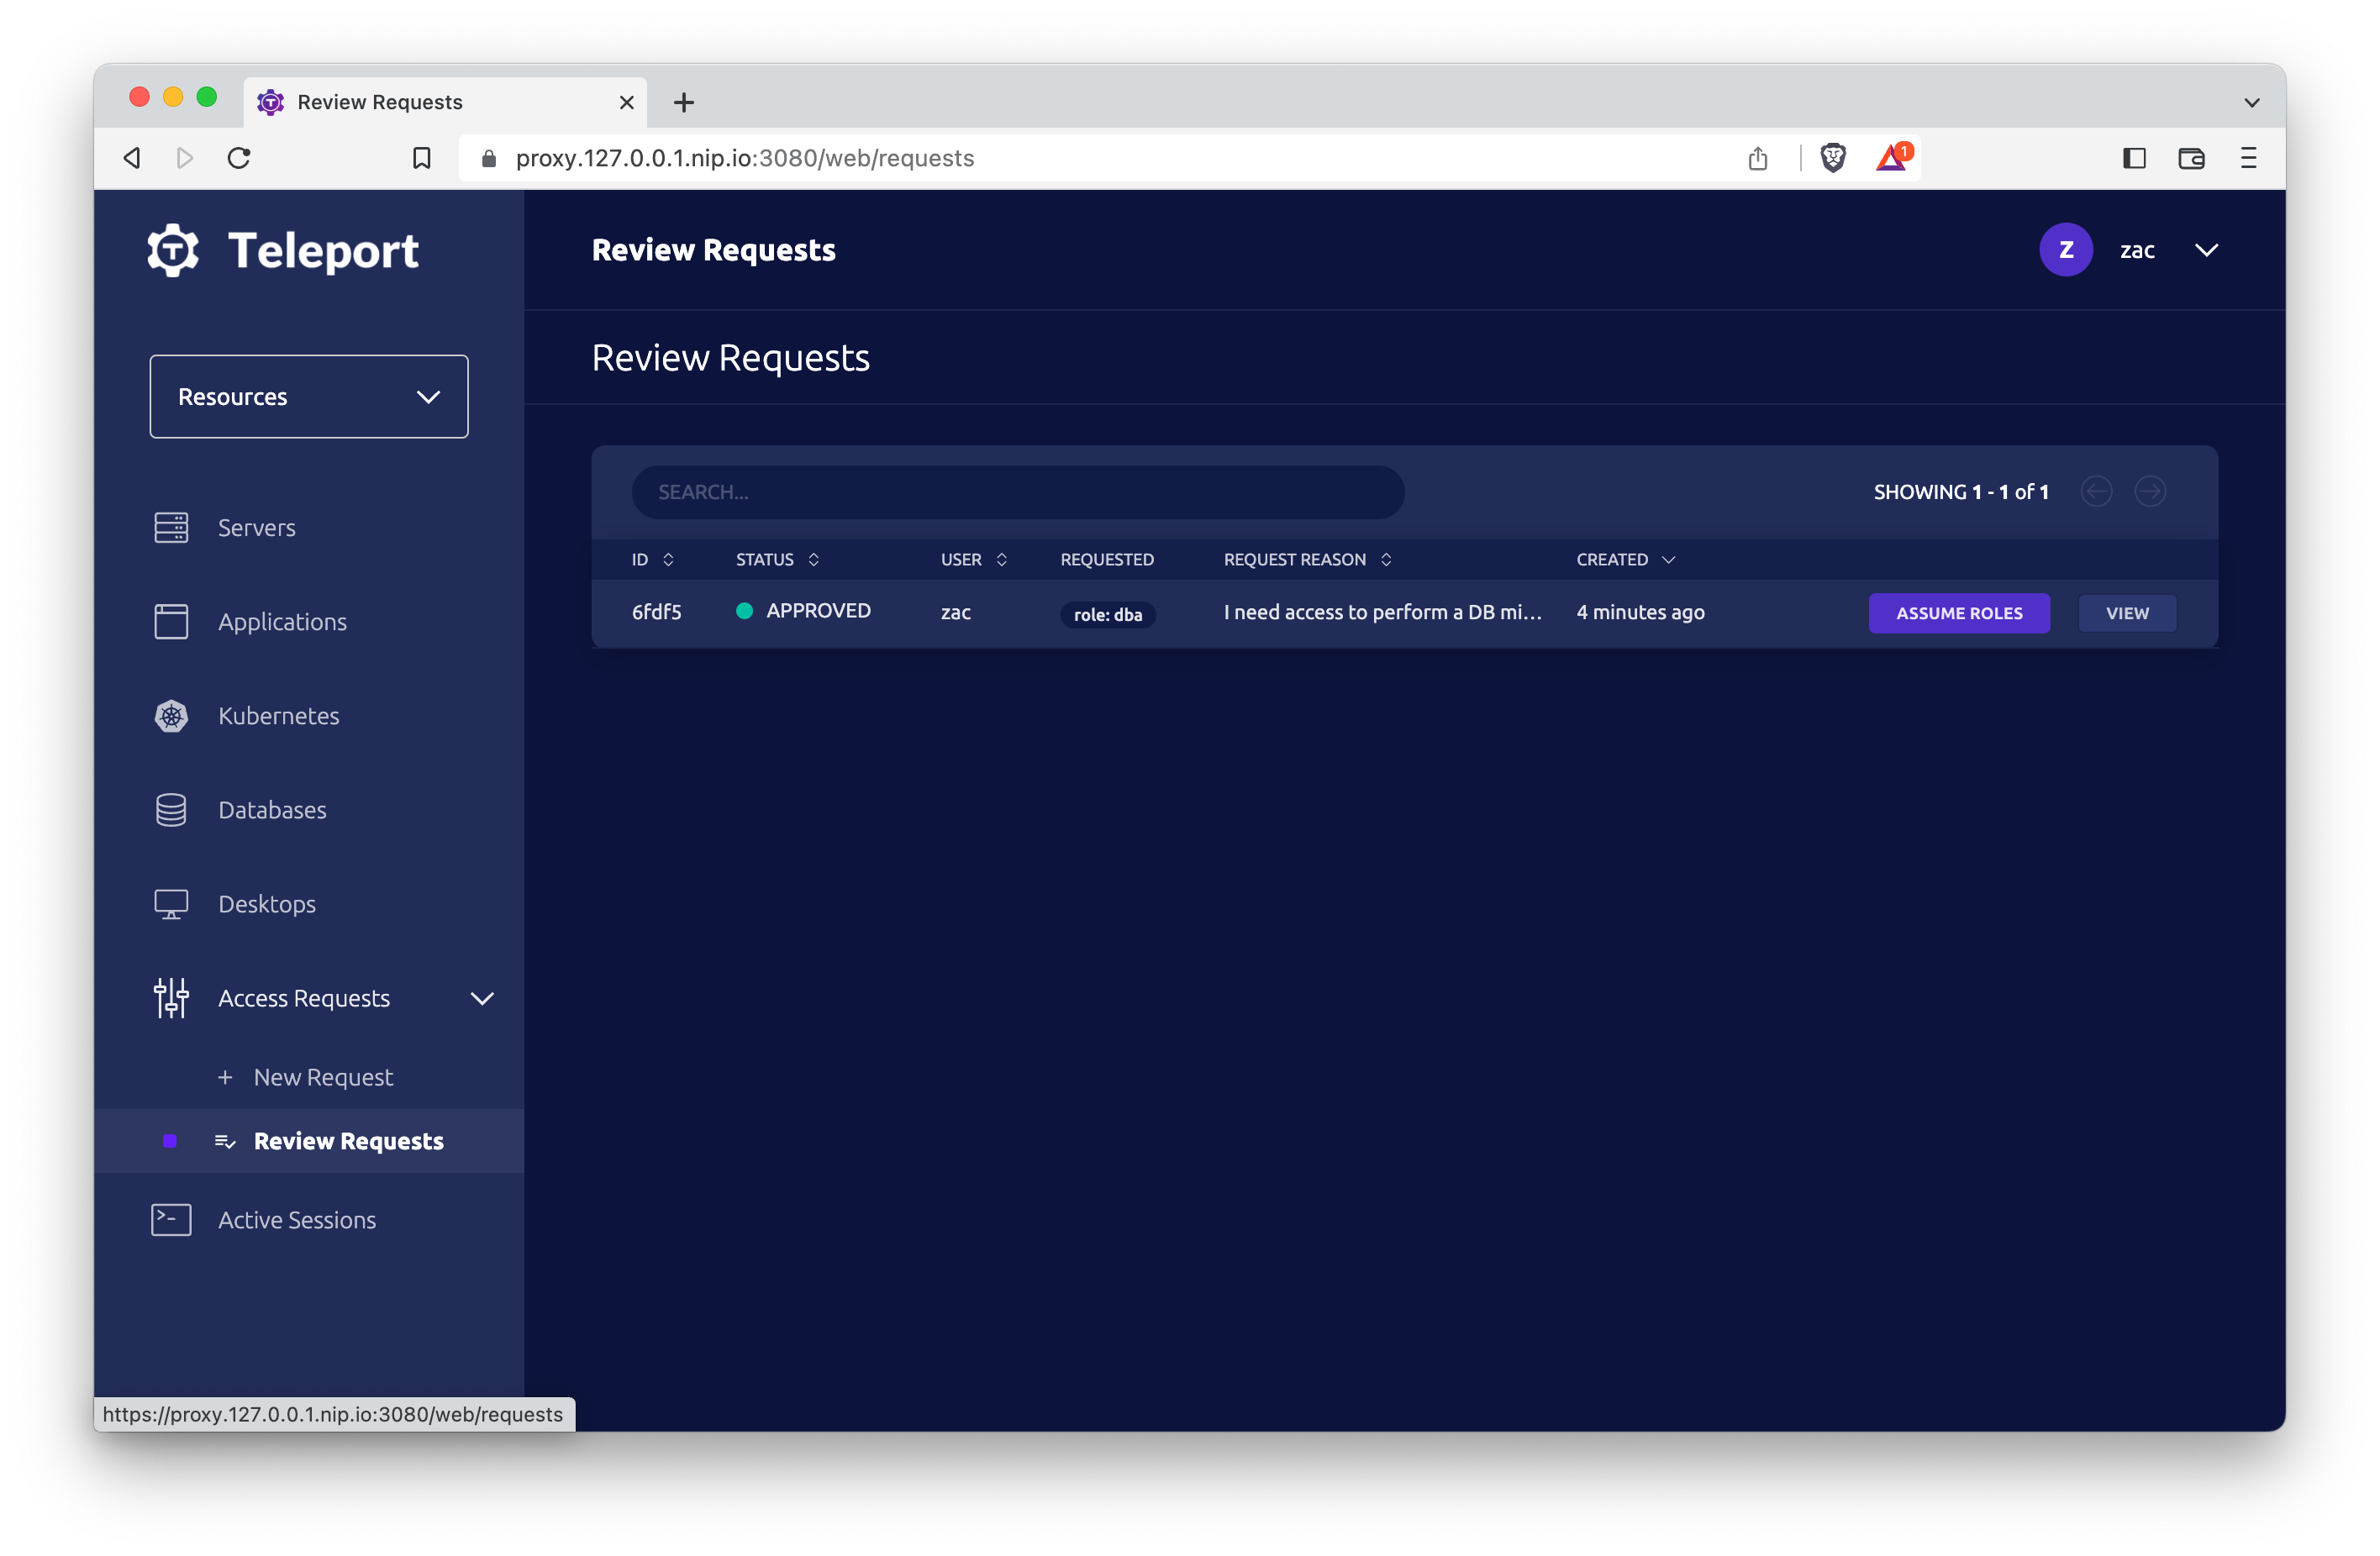 Review Requests
proxy.127.0.0.1.nip.io:3080/web/requests
1
Teleport
Review Requests
Z
zac
Resources
Review Requests
SEARCH...
SHOWING 1 - 1 of 1
ID
STATUS
USER
REQUESTED
REQUEST REASON
CREATED
6fdf5
APPROVED
zac
role: dba
I need access to perform a DB mi...
4 minutes ago
ASSUME ROLES
VIEW
Servers
Applications
Kubernetes
Databases
Desktops
Access Requests
+ New Request
Review Requests
Active Sessions
https://proxy.127.0.0.1.nip.io:3080/web/requests